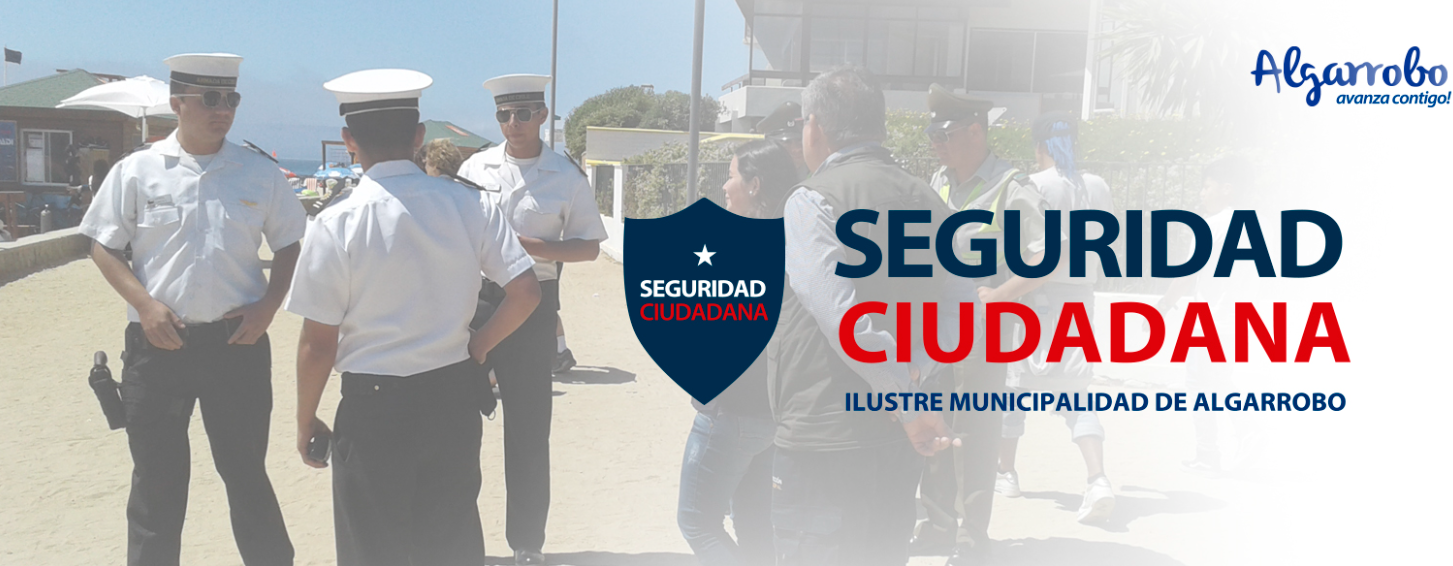 Algarrobo
avanza contigo!
SEGURIDAD
CIUDADANA
SEGURIDAD
CIUDADANA
ILUSTRE MUNICIPALIDAD DE ALGARROBO